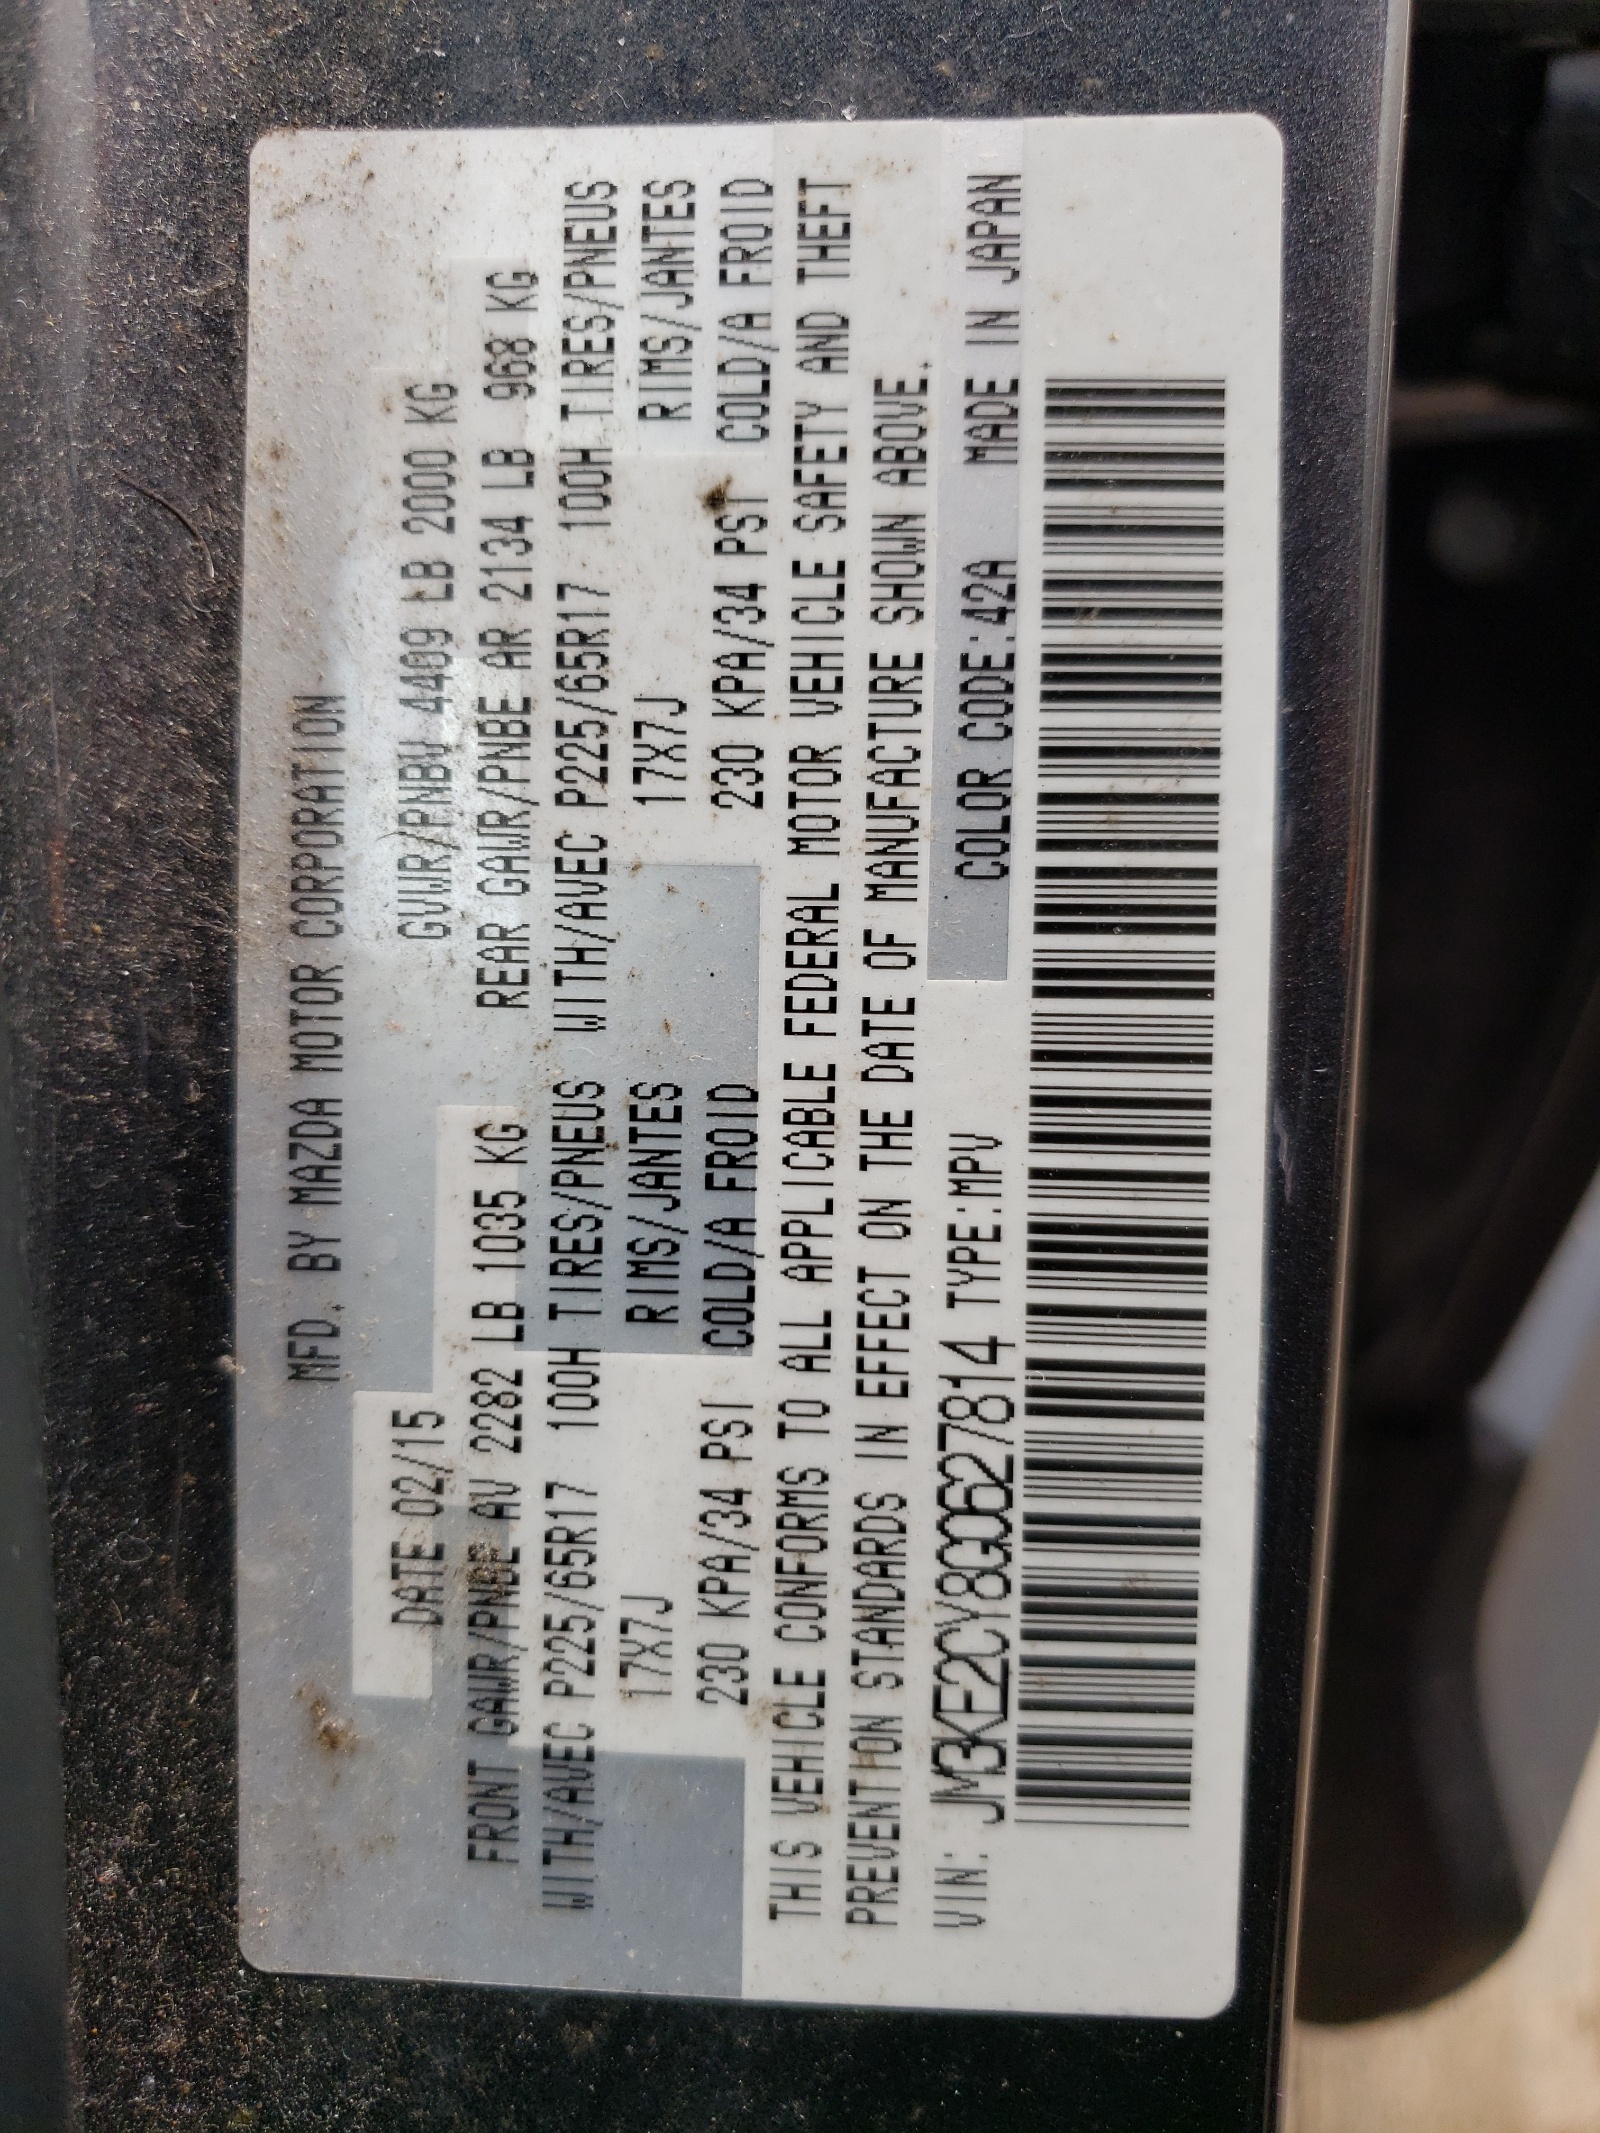 MFD. BY MAZDA MOTOR CORPORATION
DATE 02/15 GVWR/PNBV 4409 LB 2000 KG
FRONT GAWR/PNBE AV 2282 LB 1035 KG REAR GAWR/PNBE AR 2134 LB 968 KG
WITH/AVEC P225/65R17 100H TIRES/PNEUS WITH/AVEC P225/65R17 100H TIRES/PNEUS
17X7J RIMS/JANTES 17X7J RIMS/JANTES
230 KPA/34 PSI COLD/A FROID 230 KPA/34 PSI COLD/A FROID
THIS VEHICLE CONFORMS TO ALL APPLICABLE FEDERAL MOTOR VEHICLE SAFETY AND THEFT
PREVENTION STANDARDS IN EFFECT ON THE DATE OF MANUFACTURE SHOWN ABOVE.
VIN: JM3KE2CY8G0627814 TYPE:MPV COLOR CODE:42A MADE IN JAPAN